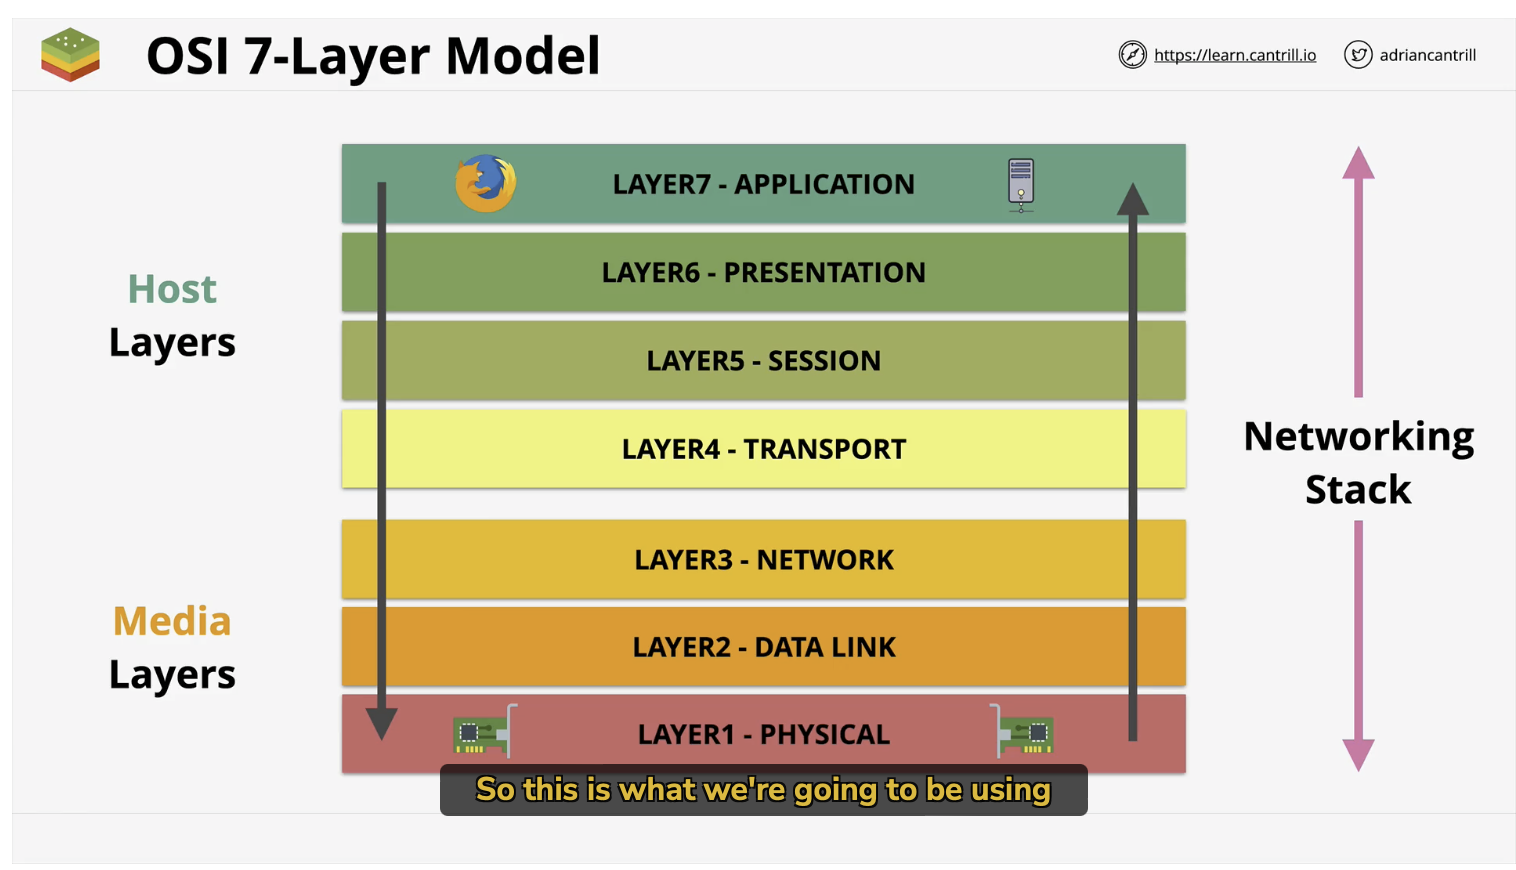 OSI 7-Layer Model
https://learn.cantrill.io
adriancantrill
LAYER7 - APPLICATION
LAYER6 - PRESENTATION
LAYER5 - SESSION
LAYER4 - TRANSPORT
LAYER3 - NETWORK
LAYER2 - DATA LINK
LAYER1 - PHYSICAL
Host
Layers
Media
Layers
Networking
Stack
So this is what we're going to be using